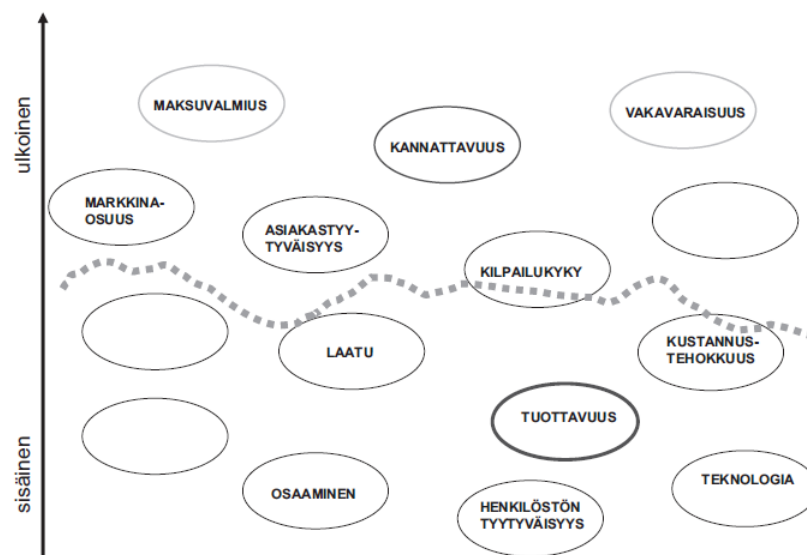 ulkoinen
MAKSUVALMIUS
VAKAVARAISUUS
KANNATTAVUUS
MARKKINA-
OSUUS
ASIAKASTYY-
TYVÄISYYS
KILPAILUKYKY
LAATU
KUSTANNUS-
TEHOKKUUS
TUOTTAVUUS
sisäinen
OSAAMINEN
HENKILÖSTÖN
TYYTYVÄISYYS
TEKNOLOGIA